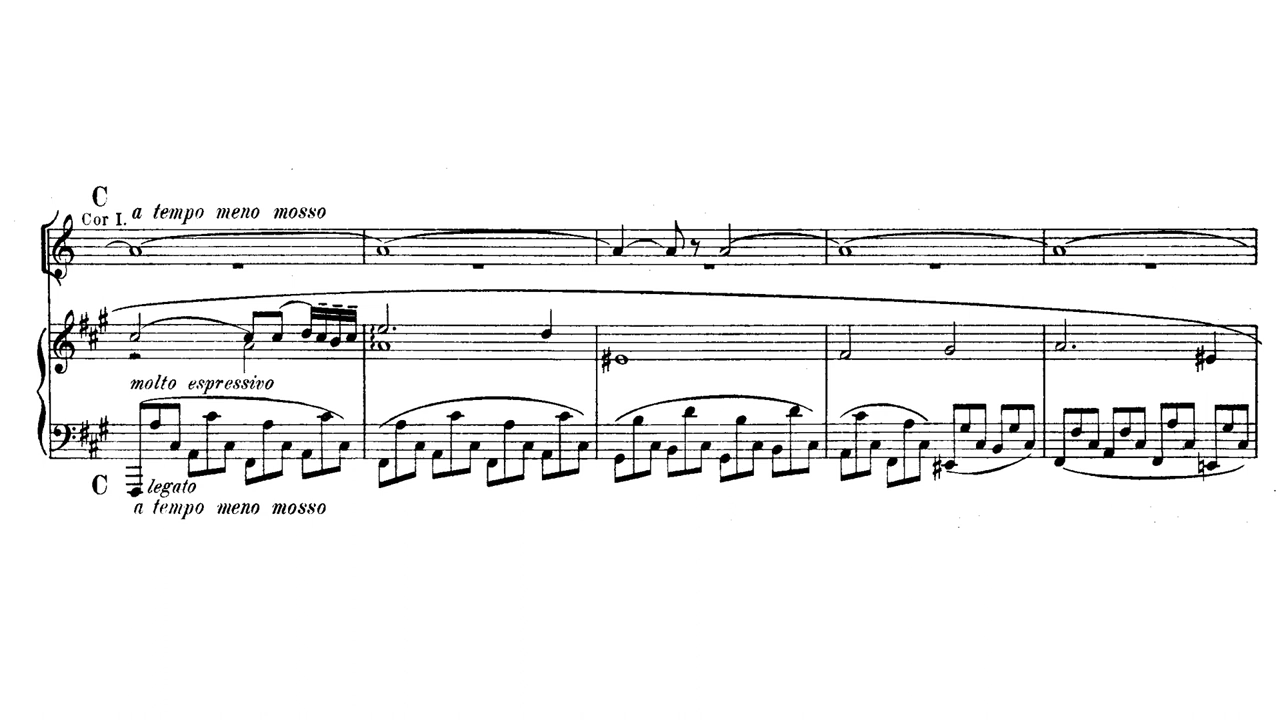 C
Cor I. a tempo meno mosso
molto espressivo
C legato
a tempo meno mosso